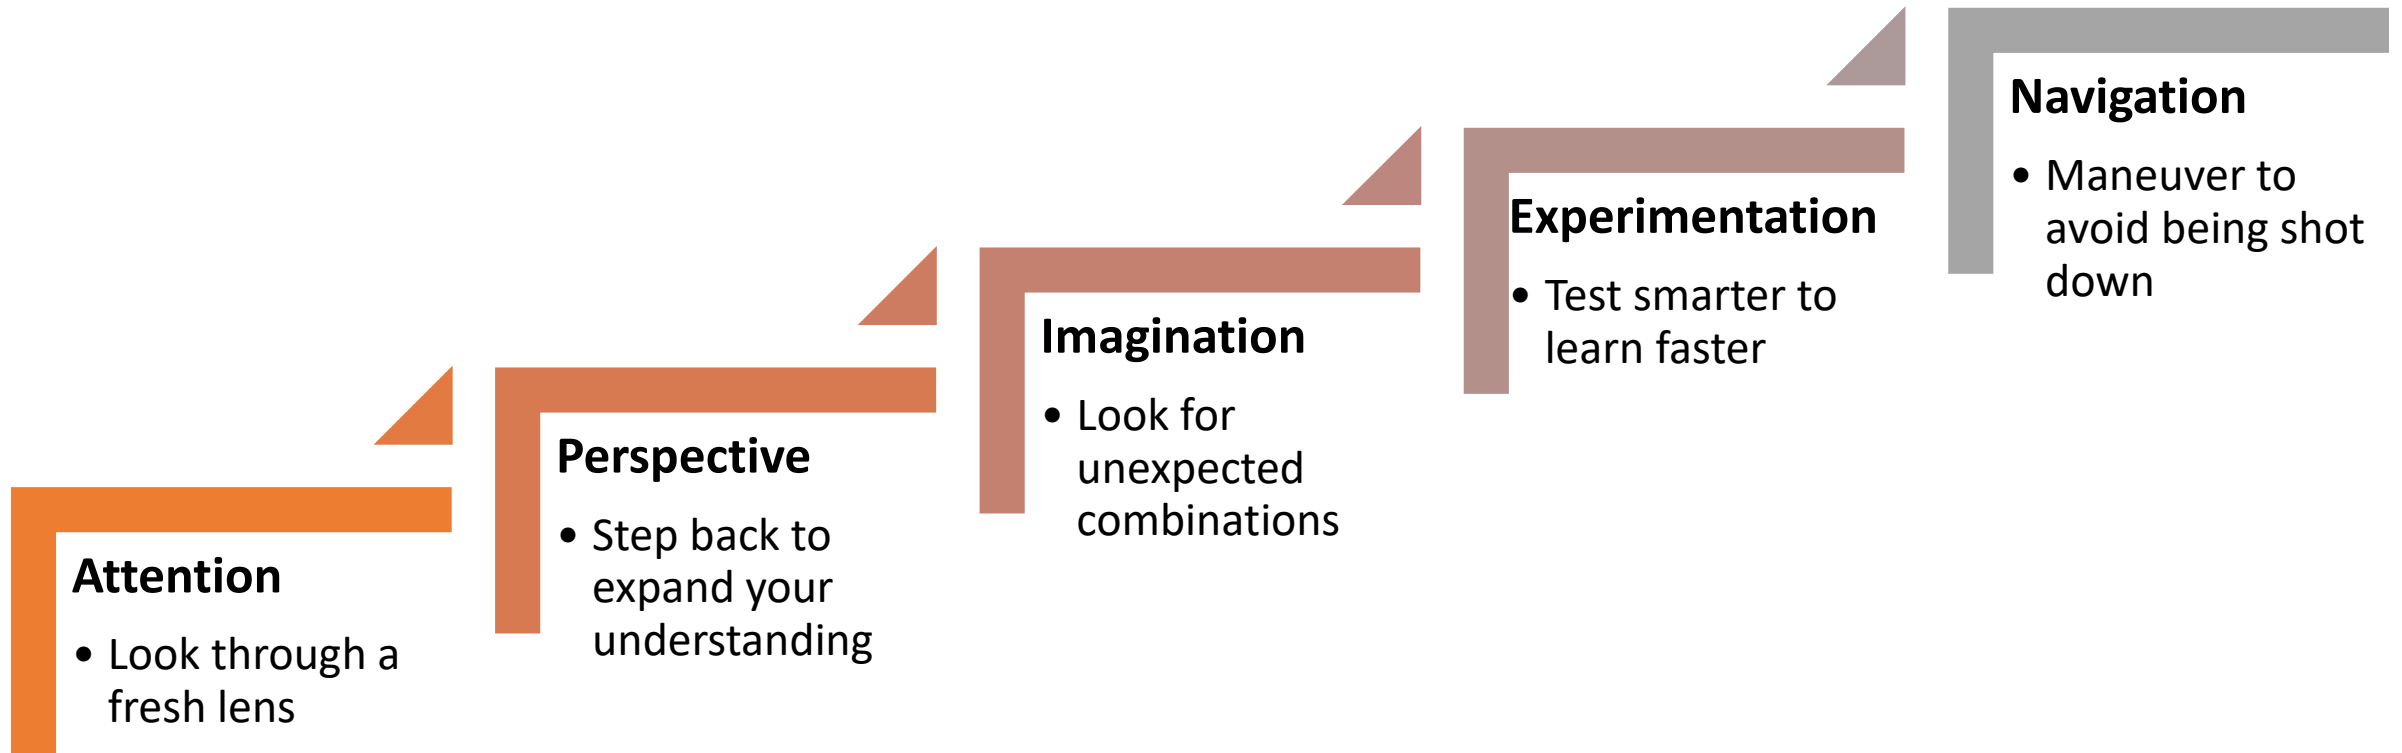 Attention
• Look through a
fresh lens
Perspective
• Step back to
expand your
understanding
Imagination
• Look for
unexpected
combinations
Experimentation
• Test smarter to
learn faster
Navigation
• Maneuver to
avoid being shot
down